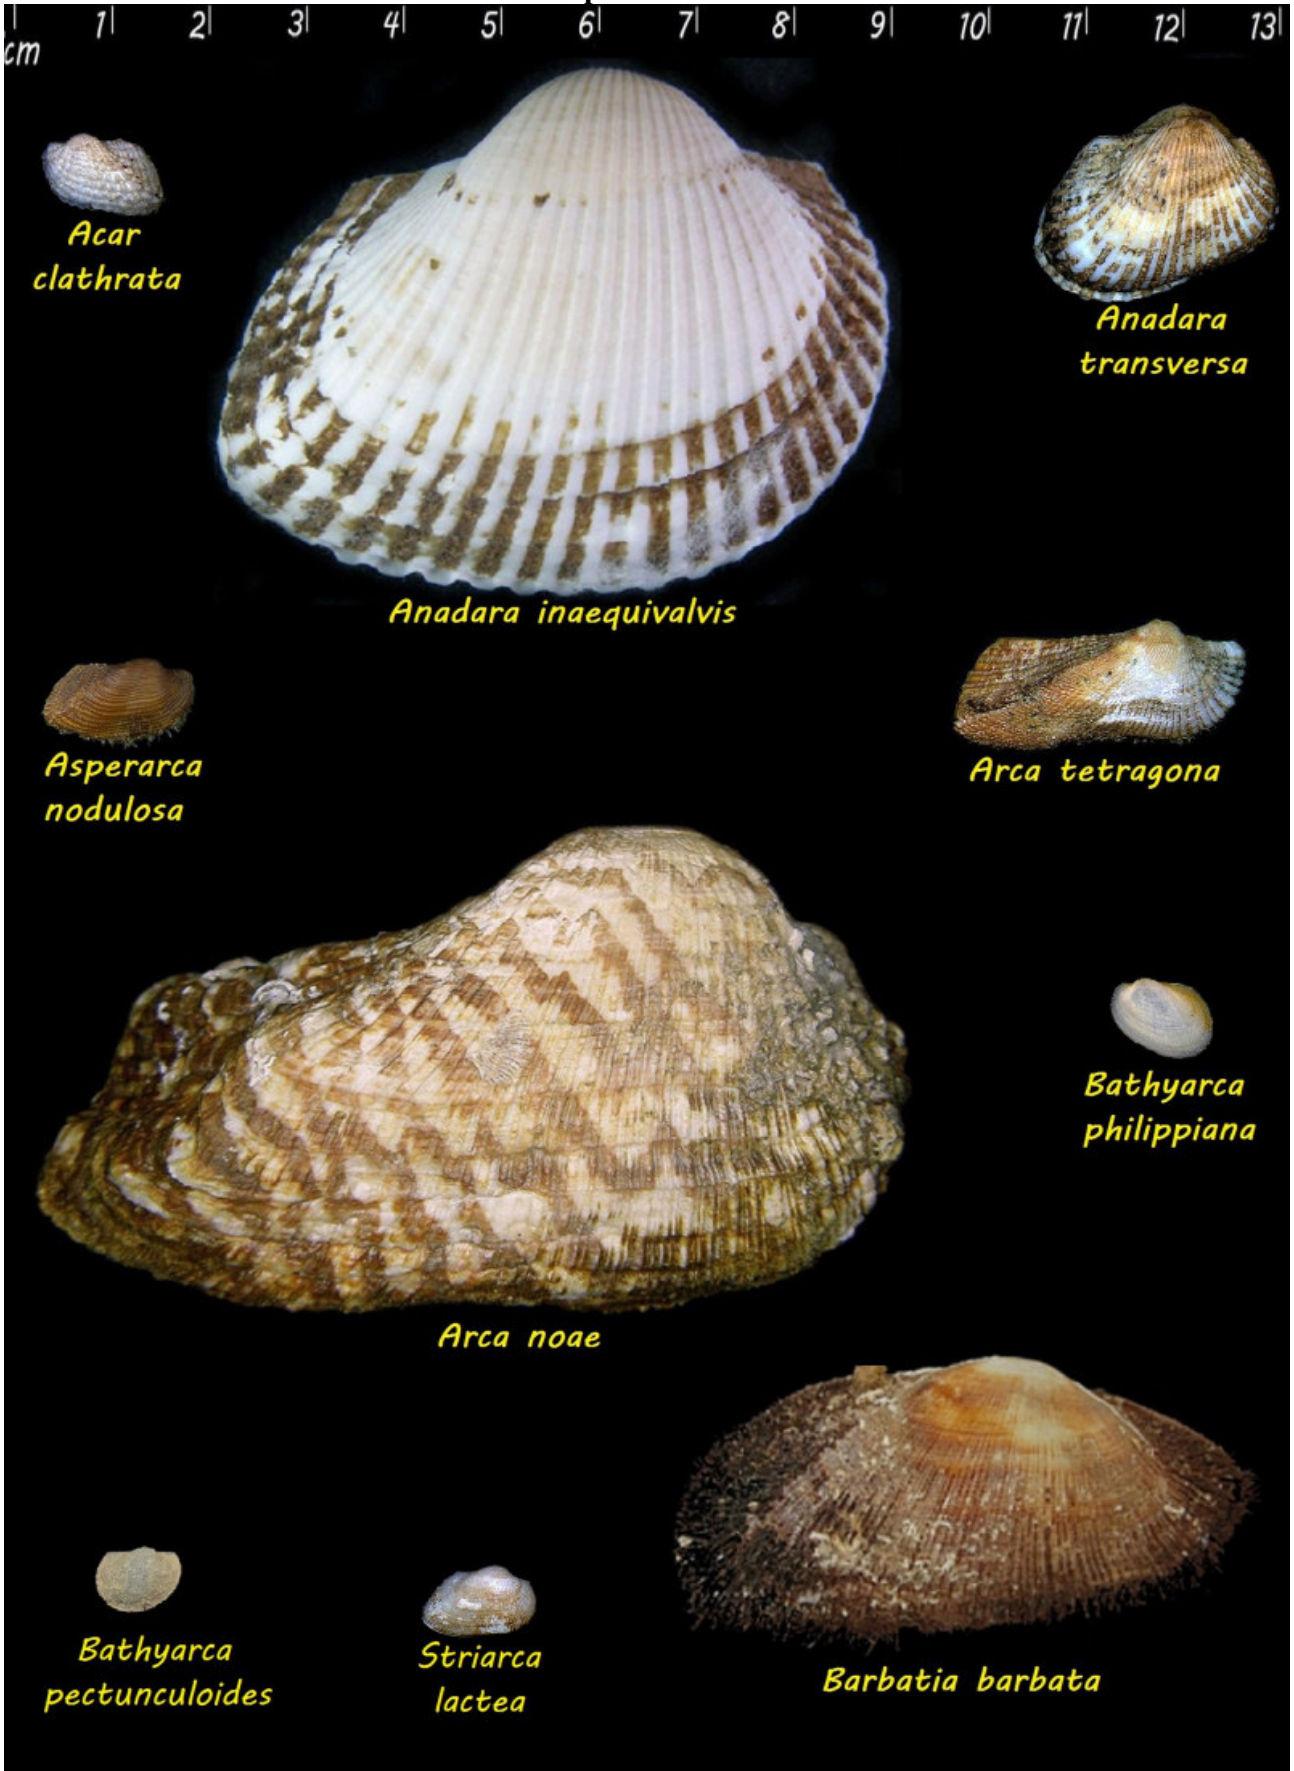 1 2 3 4 5 6 7 8 9 10 11 12 13
cm
Acar
clathrata
Anadara
transversa
Anadara inaequivalvis
Asperarca
nodulosa
Arca tetragona
Bathyarca
philippiana
Arca noae
Bathyarca
pectunculoides
Striarca
lactea
Barbatia barbata